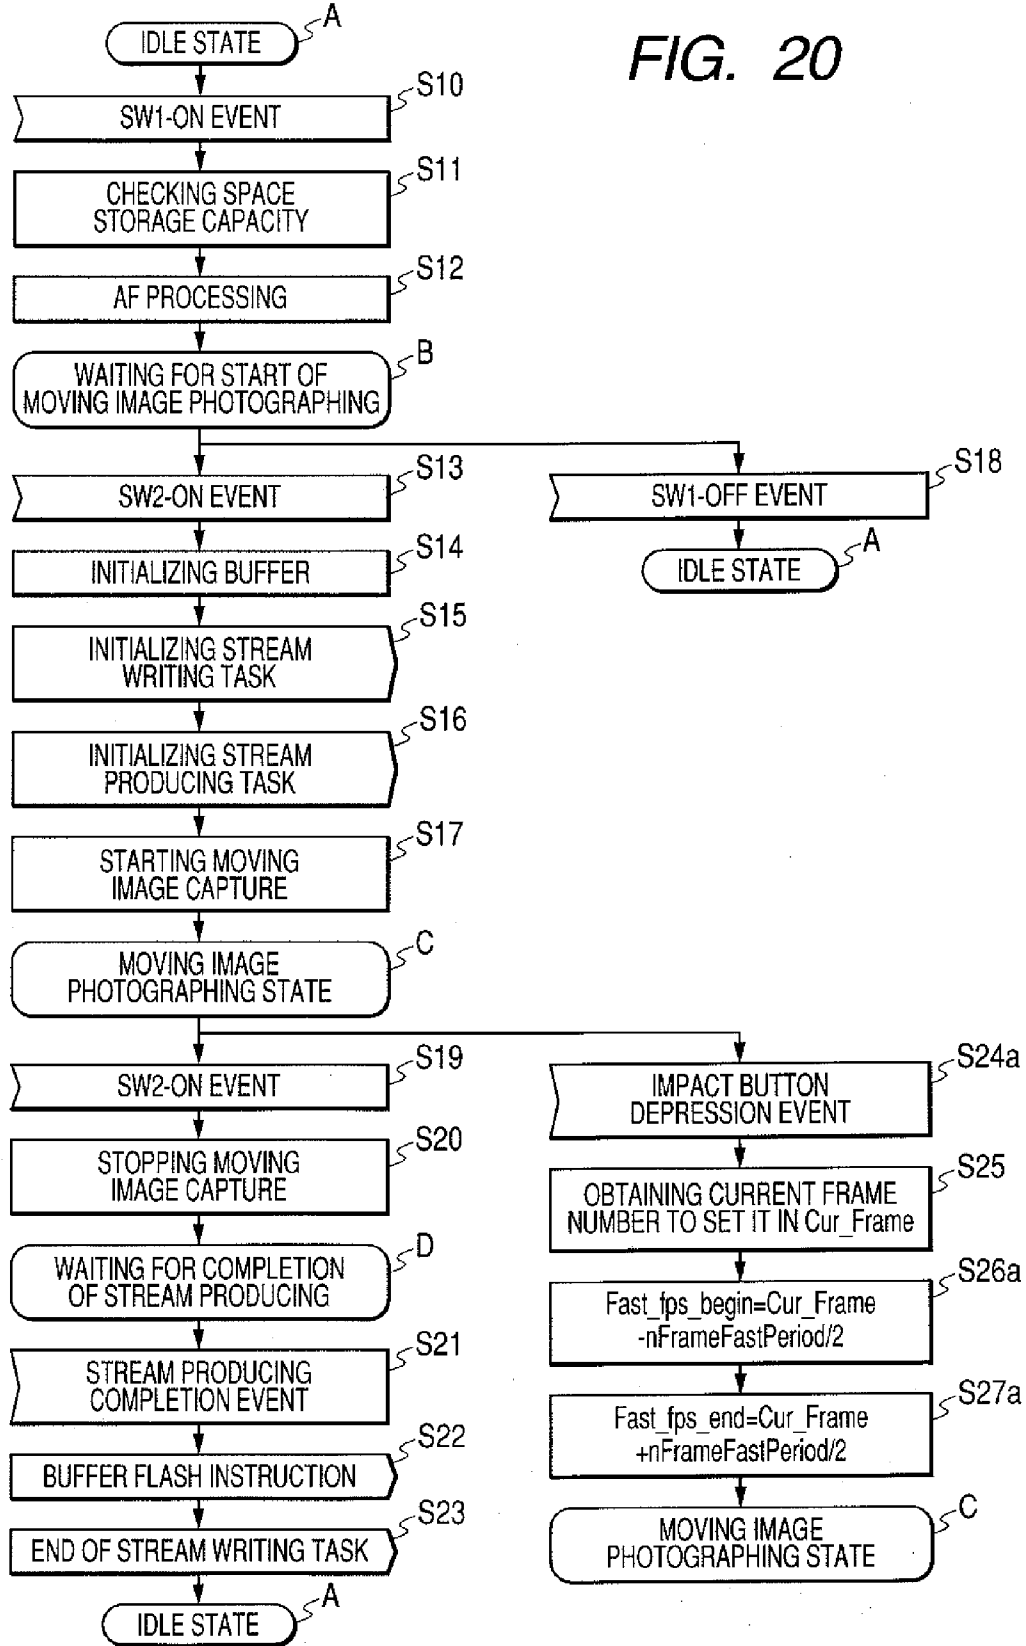 FIG. 20
A
IDLE STATE
S10
SW1-ON EVENT
S11
CHECKING SPACE
STORAGE CAPACITY
S12
AF PROCESSING
B
WAITING FOR START OF
MOVING IMAGE PHOTOGRAPHING
S13
SW2-ON EVENT
S18
SW1-OFF EVENT
A
IDLE STATE
S14
INITIALIZING BUFFER
S15
INITIALIZING STREAM
WRITING TASK
S16
INITIALIZING STREAM
PRODUCING TASK
S17
STARTING MOVING
IMAGE CAPTURE
C
MOVING IMAGE
PHOTOGRAPHING STATE
S19
SW2-ON EVENT
S20
STOPPING MOVING
IMAGE CAPTURE
D
WAITING FOR COMPLETION
OF STREAM PRODUCING
S21
STREAM PRODUCING
COMPLETION EVENT
S22
BUFFER FLASH INSTRUCTION
S23
END OF STREAM WRITING TASK
A
IDLE STATE
S24a
IMPACT BUTTON
DEPRESSION EVENT
S25
OBTAINING CURRENT FRAME
NUMBER TO SET IT IN Cur_Frame
S26a
Fast_fps_begin=Cur_Frame
-nFrameFastPeriod/2
S27a
Fast_fps_end=Cur_Frame
+nFrameFastPeriod/2
C
MOVING IMAGE
PHOTOGRAPHING STATE